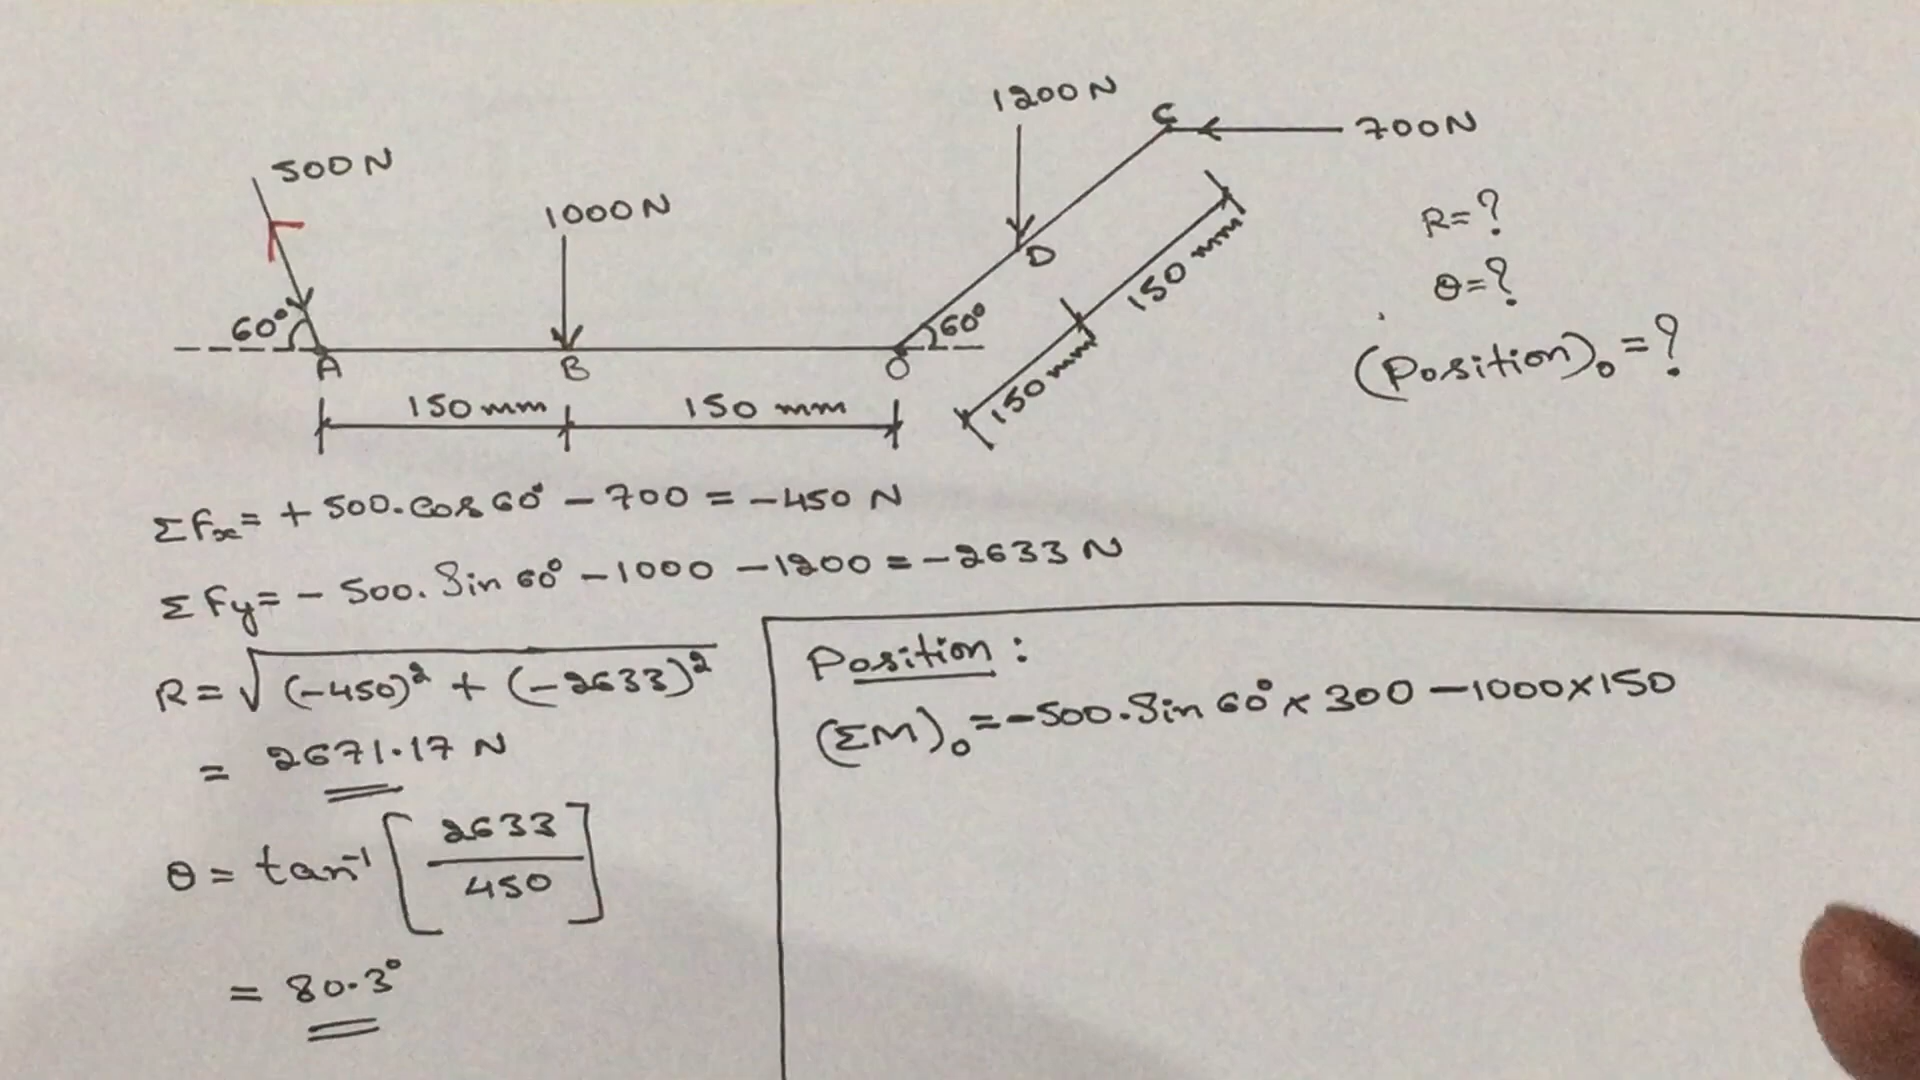 1200 N
C
700N
500 N
1000 N
R=?
D
150 mm
θ=?
60°
60°
(Position)₀ =?
A
B
O
150 mm
150 mm
150 mm
ΣFx= + 500.cos 60° – 700 = –450 N
ΣFy= – 500. Sin 60° –1000 –1200 = –2633 N
R= √(–450)² + (–2633)²
= 2671.17 N
θ = tan⁻¹ [2633/450]
= 80.3°
Position :
(ΣM)₀ =–500.Sin 60° × 300 –1000×150